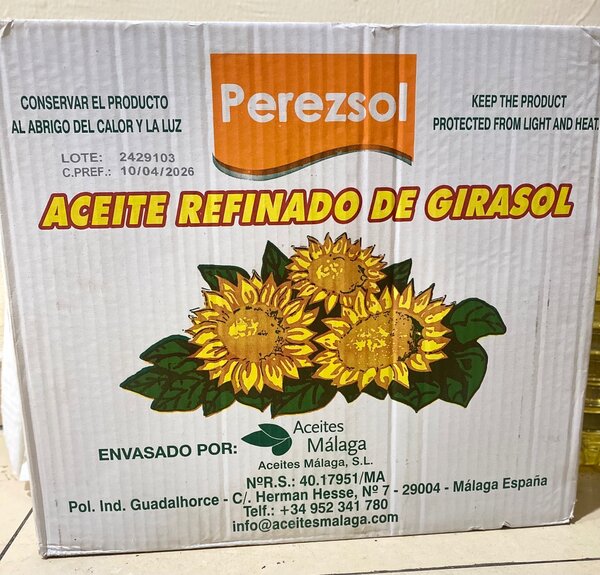 Perezsol
CONSERVAR EL PRODUCTO
AL ABRIGO DEL CALOR Y LA LUZ
KEEP THE PRODUCT
PROTECTED FROM LIGHT AND HEAT.
LOTE: 2429103
C.PREF.: 10/04/2026
ACEITE REFINADO DE GIRASOL
ENVASADO POR:
Aceites
Málaga
Aceites Málaga, S.L.
NºR.S.: 40.17951/MA
Pol. Ind. Guadalhorce - C/. Herman Hesse, Nº 7 - 29004 - Málaga España
Telf.: +34 952 341 780
info@aceitesmalaga.com